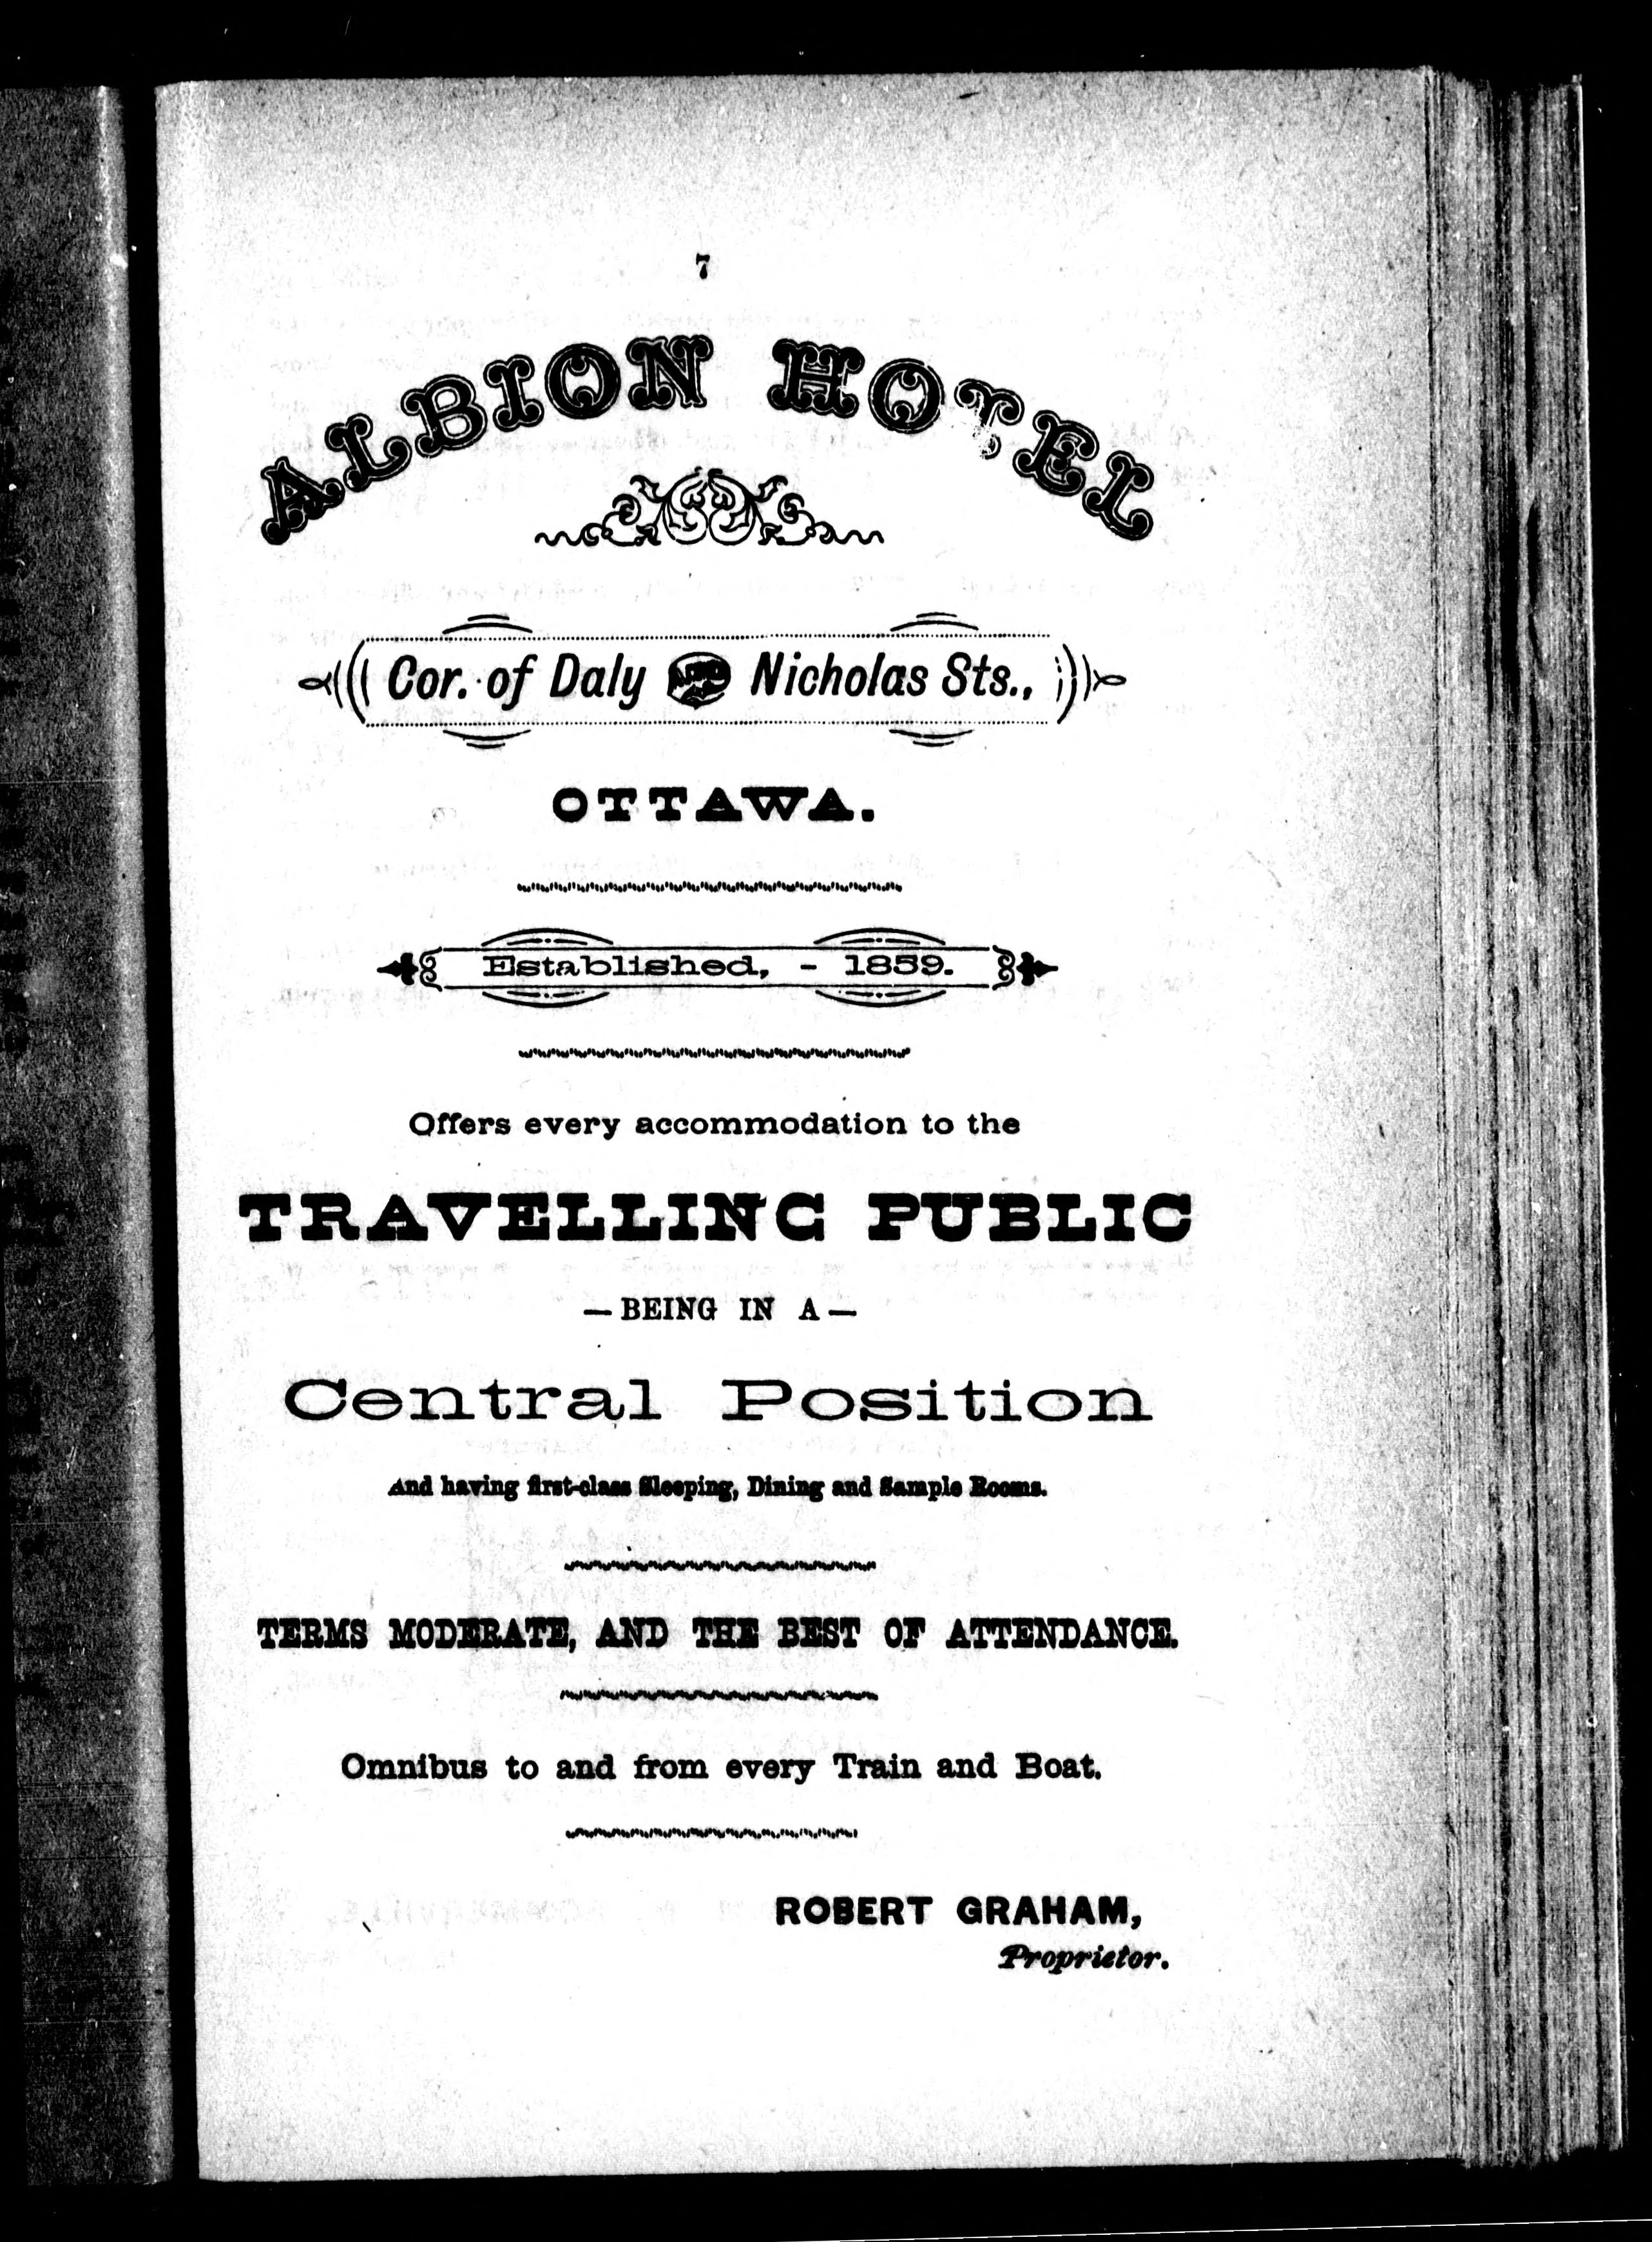 7
ALBION HOTEL
Cor. of Daly AND Nicholas Sts.,
OTTAWA.
Established, - 1859.
Offers every accommodation to the
TRAVELLING PUBLIC
— BEING IN A —
Central Position
And having first-class Sleeping, Dining and Sample Rooms.
TERMS MODERATE, AND THE BEST OF ATTENDANCE.
Omnibus to and from every Train and Boat.
ROBERT GRAHAM,
Proprietor.